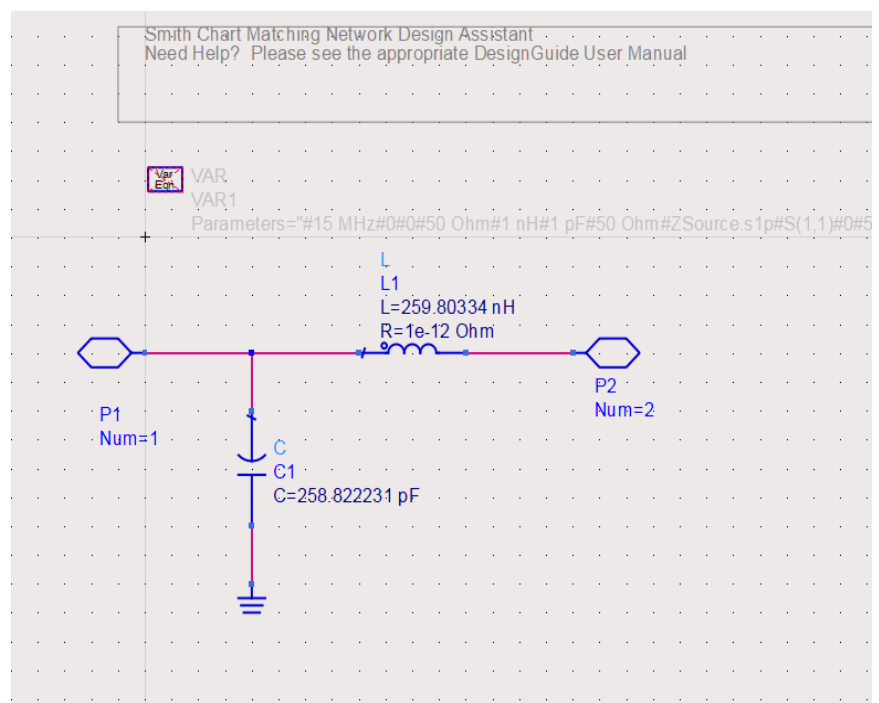 Smith Chart Matching Network Design Assistant
Need Help?  Please see the appropriate DesignGuide User Manual
Var
Eqn
VAR
VAR1
Parameters="#15 MHz#0#0#50 Ohm#1 nH#1 pF#50 Ohm#ZSource.s1p#S(1,1)#0#5
L
L1
L=259.80334 nH
R=1e-12 Ohm
P1
Num=1
P2
Num=2
C
C1
C=258.822231 pF